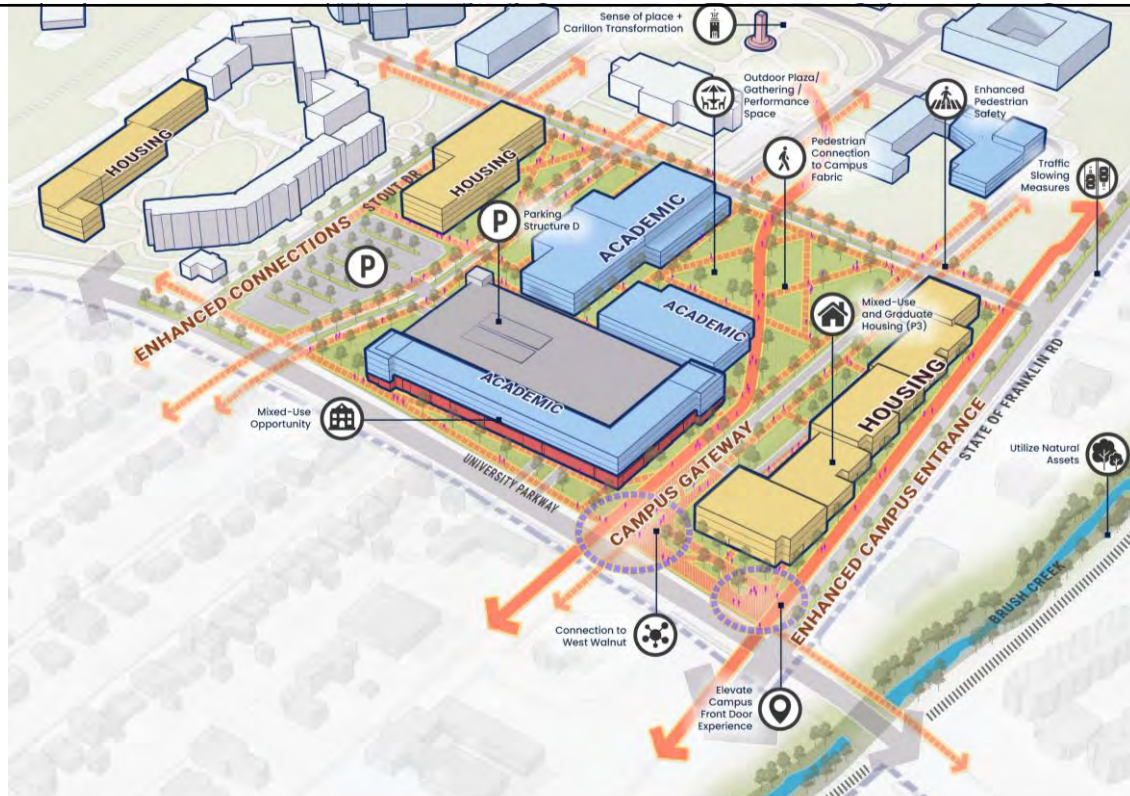 Sense of place +
Carillon Transformation
Outdoor Plaza/
Gathering /
Performance
Space
Enhanced
Pedestrian
Safety
Pedestrian
Connection
to Campus
Fabric
Traffic
Slowing
Measures
HOUSING
HOUSING
STOUT DR
P
Parking
Structure D
P
ACADEMIC
ENHANCED CONNECTIONS
ACADEMIC
Mixed-Use
and Graduate
Housing (P3)
ACADEMIC
HOUSING
STATE OF FRANKLIN RD
Mixed-Use
Opportunity
UNIVERSITY PARKWAY
CAMPUS GATEWAY
ENHANCED CAMPUS ENTRANCE
Utilize Natural
Assets
BRUSH CREEK
Connection to
West Walnut
Elevate
Campus
Front Door
Experience